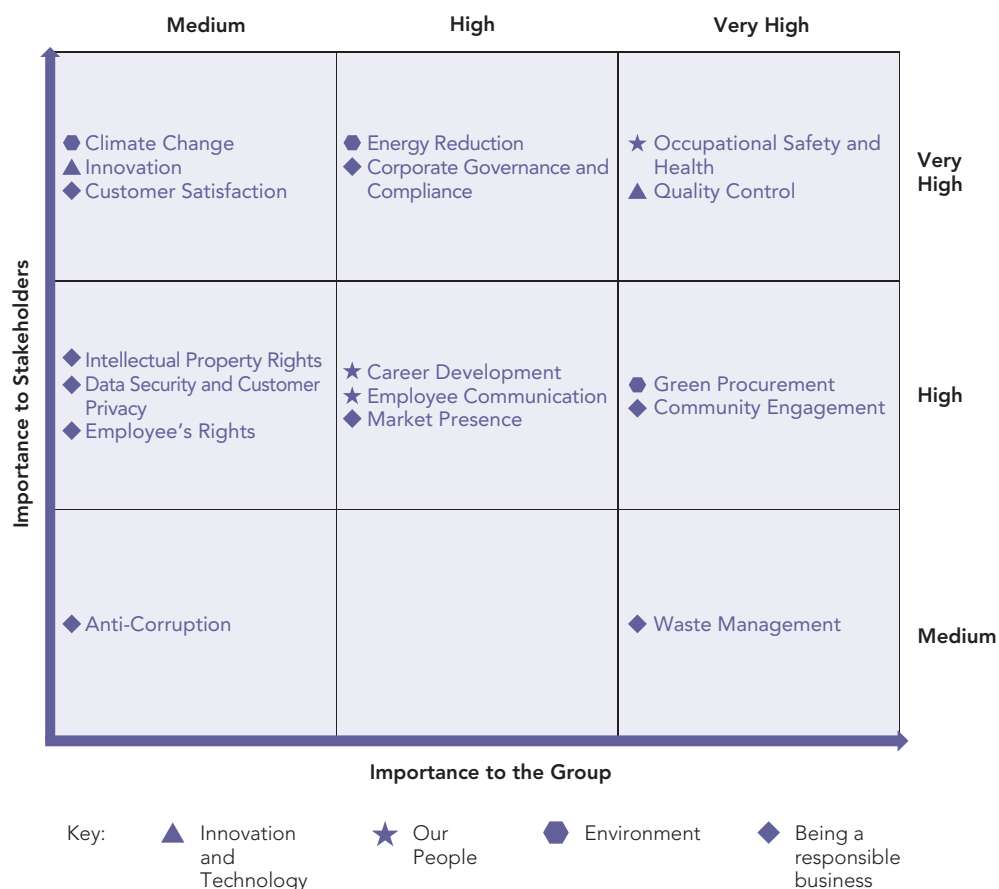 Medium
High
Very High
Climate Change
Innovation
Customer Satisfaction
Energy Reduction
Corporate Governance and
Compliance
Occupational Safety and
Health
Quality Control
Very
High
Importance to Stakeholders
Intellectual Property Rights
Data Security and Customer
Privacy
Employee's Rights
Career Development
Employee Communication
Market Presence
Green Procurement
Community Engagement
High
Anti-Corruption
Waste Management
Medium
Importance to the Group
Key:
Innovation
and
Technology
Our
People
Environment
Being a
responsible
business